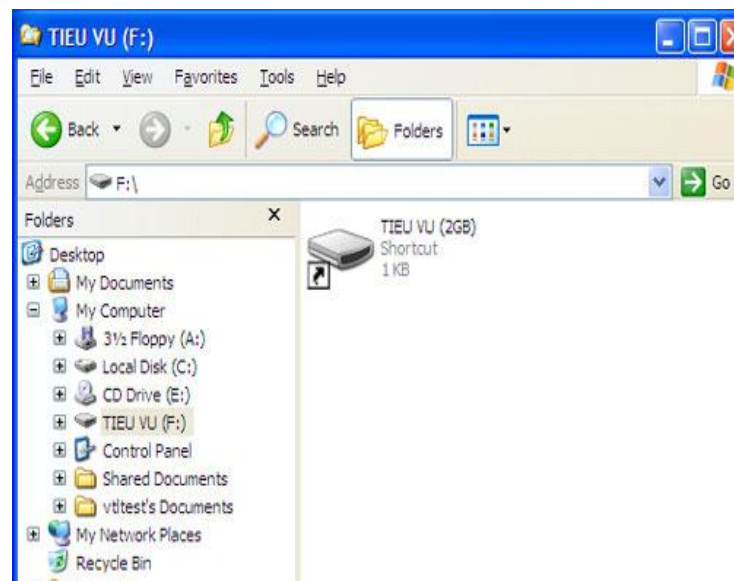 TIEU VU (F:)
File Edit View Favorites Tools Help
Back Search Folders
Address F:\ Go
Folders X
TIEU VU (2GB)
Shortcut
1 KB
Desktop
My Documents
My Computer
3½ Floppy (A:)
Local Disk (C:)
CD Drive (E:)
TIEU VU (F:)
Control Panel
Shared Documents
vtltest's Documents
My Network Places
Recycle Bin